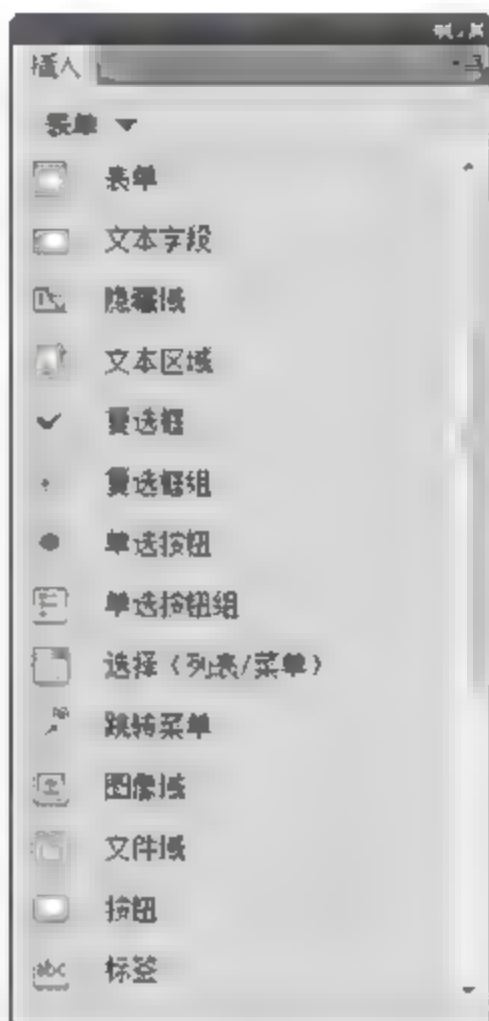 插入
表单
表单
文本字段
隐藏域
文本区域
复选框
复选框组
单选按钮
单选按钮组
选择（列表/菜单）
跳转菜单
图像域
文件域
按钮
abc 标签